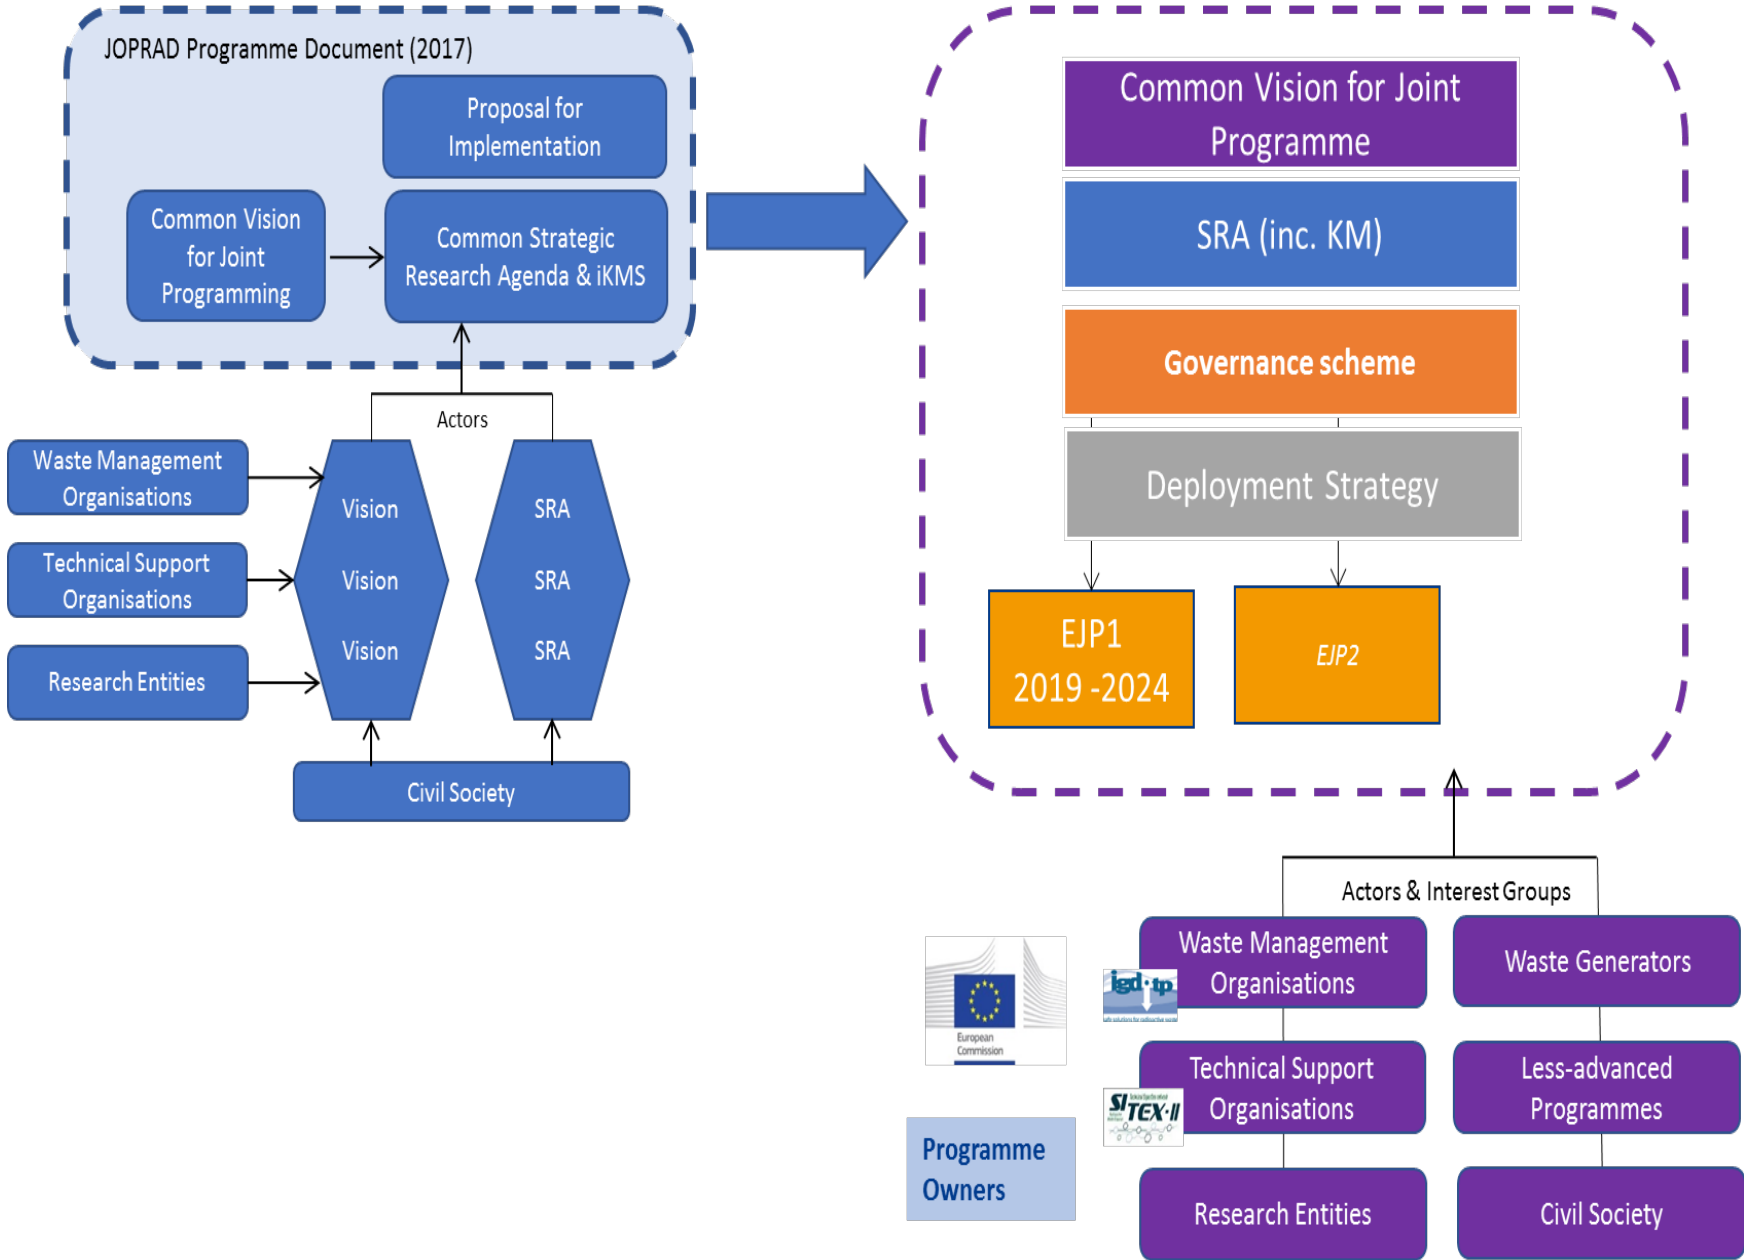 JOPRAD Programme Document (2017)
Proposal for
Implementation
Common Vision
for Joint
Programming
Common Strategic
Research Agenda & iKMS
Actors
Waste Management
Organisations
Technical Support
Organisations
Research Entities
Vision
Vision
Vision
SRA
SRA
SRA
Civil Society
Common Vision for Joint
Programme
SRA (inc. KM)
Governance scheme
Deployment Strategy
EJP1
2019 -2024
EJP2
Actors & Interest Groups
European
Commission
Programme
Owners
igd·tp
Waste Management
Organisations
Technical Support
Organisations
SITEX·II
Research Entities
Waste Generators
Less-advanced
Programmes
Civil Society